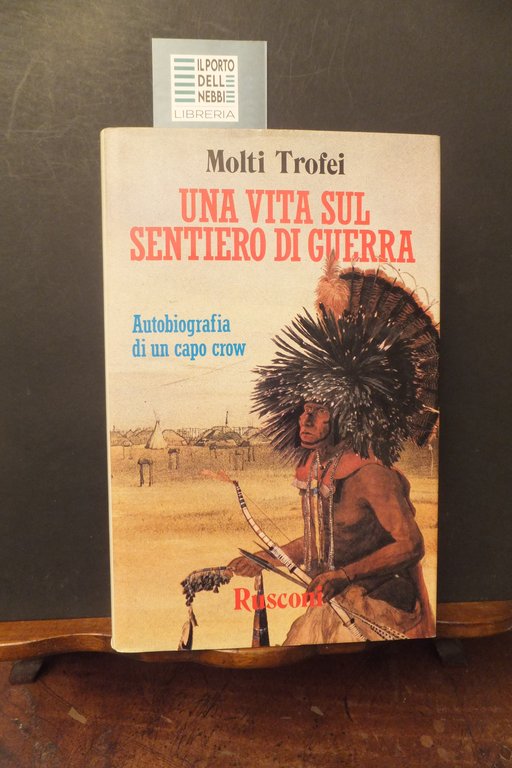 IL PORTO
DELL
NEBBI
LIBRERIA
Molti Trofei
UNA VITA SUL
SENTIERO DI GUERRA
Autobiografia
di un capo crow
Rusconi